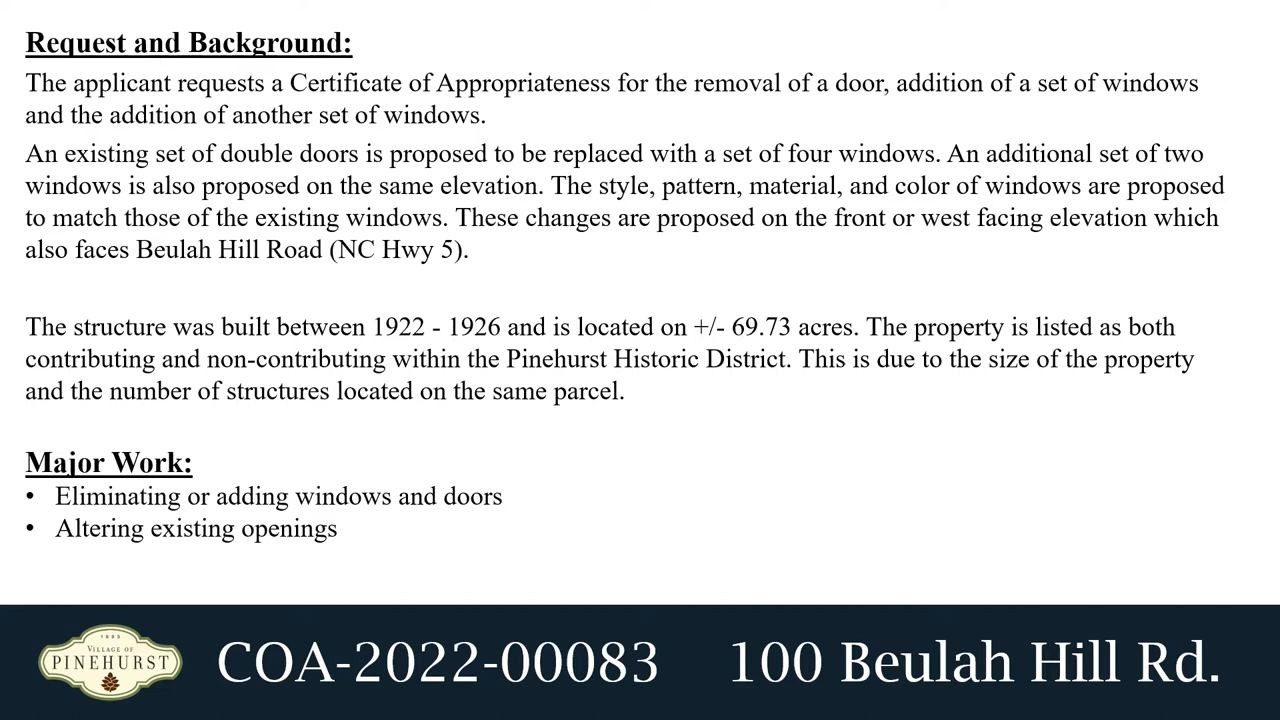 Request and Background:
The applicant requests a Certificate of Appropriateness for the removal of a door, addition of a set of windows
and the addition of another set of windows.
An existing set of double doors is proposed to be replaced with a set of four windows. An additional set of two
windows is also proposed on the same elevation. The style, pattern, material, and color of windows are proposed
to match those of the existing windows. These changes are proposed on the front or west facing elevation which
also faces Beulah Hill Road (NC Hwy 5).
The structure was built between 1922 - 1926 and is located on +/- 69.73 acres. The property is listed as both
contributing and non-contributing within the Pinehurst Historic District. This is due to the size of the property
and the number of structures located on the same parcel.
Major Work:
• Eliminating or adding windows and doors
• Altering existing openings
1895
VILLAGE OF
PINEHURST
COA-2022-00083 100 Beulah Hill Rd.